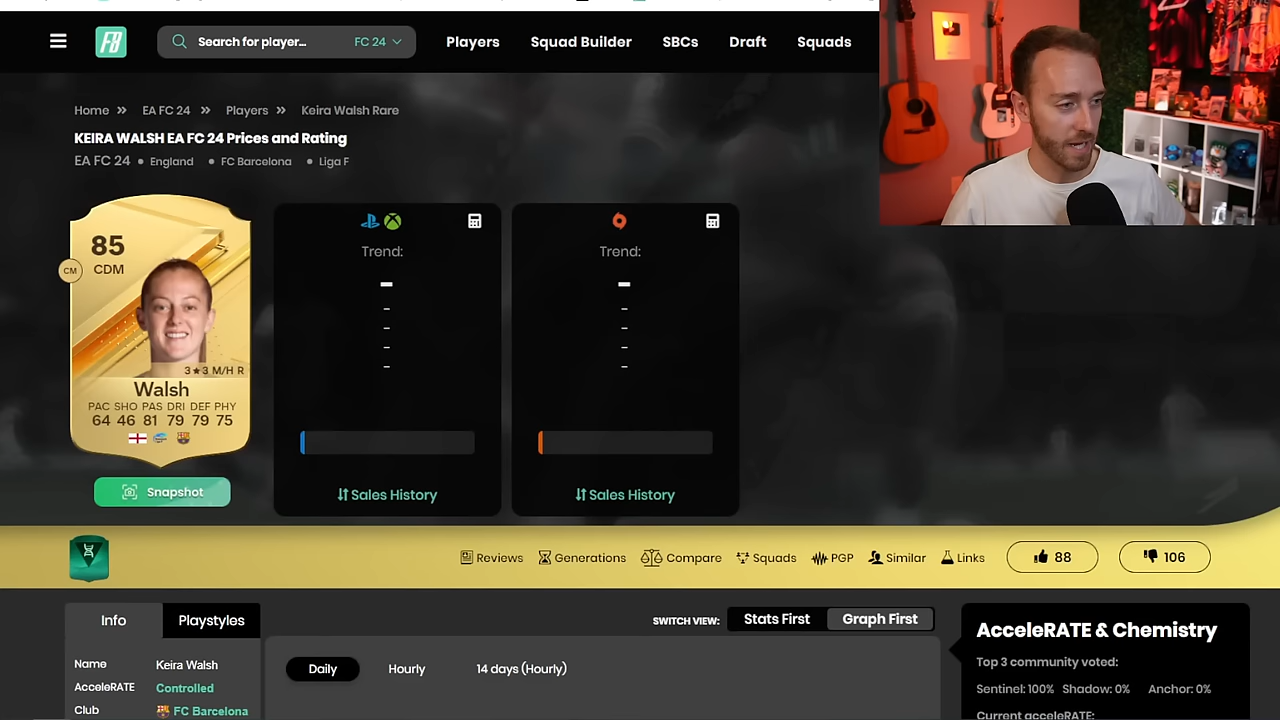 FB
Search for player...
FC 24
Players
Squad Builder
SBCs
Draft
Squads
Home » EA FC 24 » Players » Keira Walsh Rare
KEIRA WALSH EA FC 24 Prices and Rating
EA FC 24 • England • FC Barcelona • Liga F
85
CDM
CM
3★3 M/H R
Walsh
PAC SHO PAS DRI DEF PHY
64 46 81 79 79 75
Snapshot
Trend:
-
-
-
-
-
Sales History
Trend:
-
-
-
-
-
Sales History
Reviews
Generations
Compare
Squads
PGP
Similar
Links
88
106
Info
Playstyles
SWITCH VIEW:
Stats First
Graph First
Name Keira Walsh
AcceleRATE Controlled
Club FC Barcelona
Daily
Hourly
14 days (Hourly)
AcceleRATE & Chemistry
Top 3 community voted:
Sentinel: 100% Shadow: 0% Anchor: 0%
Current acceleRATE: